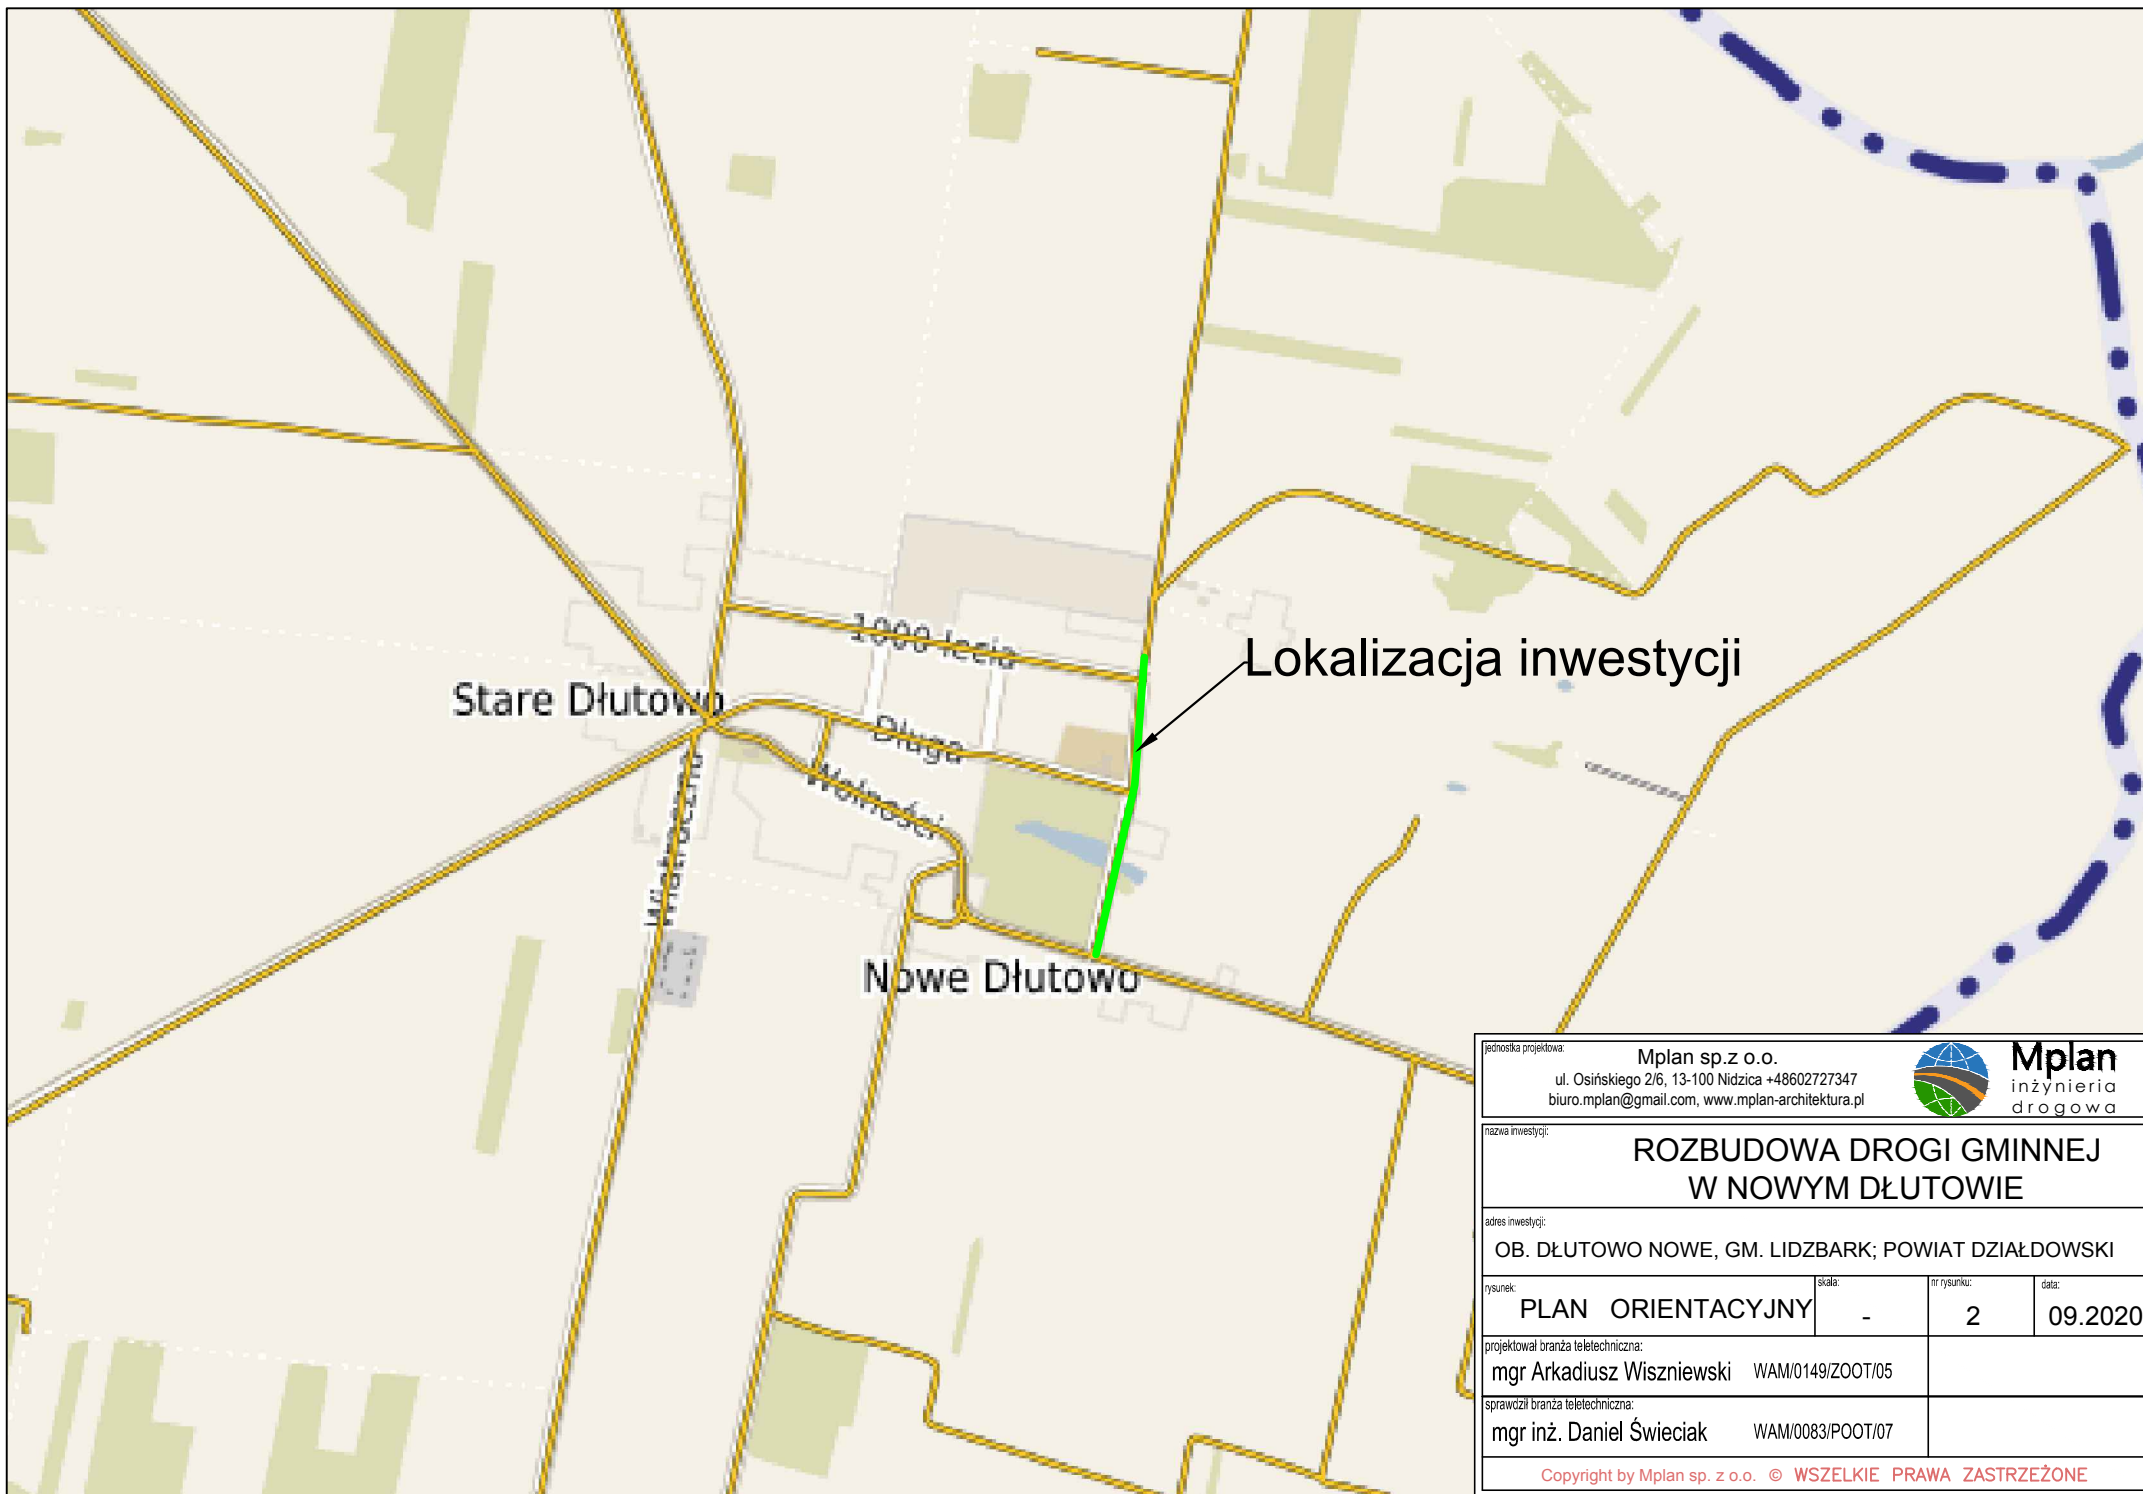 1000-lecia
Lokalizacja inwestycji
Stare Dłutowo
Długa
Wolności
Wiatraczna
Nowe Dłutowo
jednostka projektowa:
Mplan sp.z o.o.
ul. Osińskiego 2/6, 13-100 Nidzica +48602727347
biuro.mplan@gmail.com, www.mplan-architektura.pl
Mplan
inżynieria
drogowa
nazwa inwestycji:
ROZBUDOWA DROGI GMINNEJ
W NOWYM DŁUTOWIE
adres inwestycji:
OB. DŁUTOWO NOWE, GM. LIDZBARK; POWIAT DZIAŁDOWSKI
rysunek:
PLAN ORIENTACYJNY
skala:
-
nr rysunku:
2
data:
09.2020
projektował branża teletechniczna:
mgr Arkadiusz Wiszniewski WAM/0149/ZOOT/05
sprawdził branża teletechniczna:
mgr inż. Daniel Świeciak WAM/0083/POOT/07
Copyright by Mplan sp. z o.o. © WSZELKIE PRAWA ZASTRZEŻONE